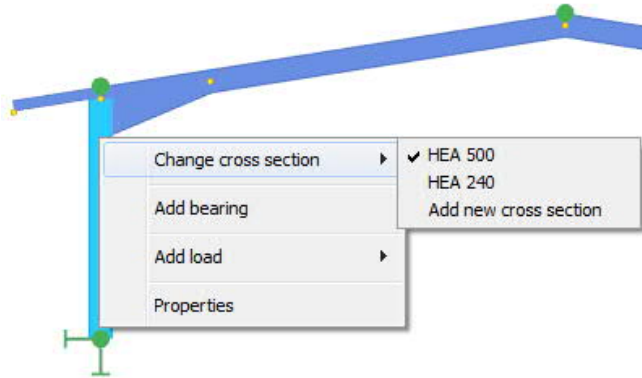 Change cross section
Add bearing
Add load
Properties
HEA 500
HEA 240
Add new cross section